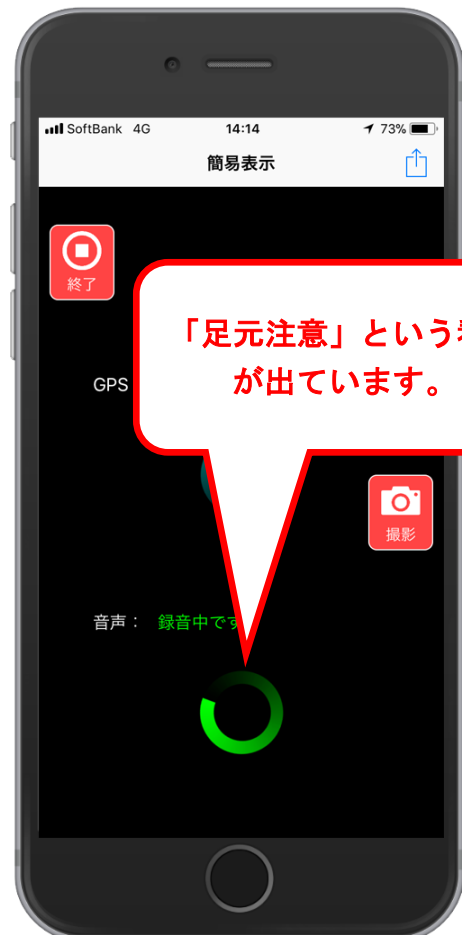 SoftBank 4G 14:14 73%
簡易表示
終了
「足元注意」という
が出ています。
GPS
撮影
音声： 録音中です